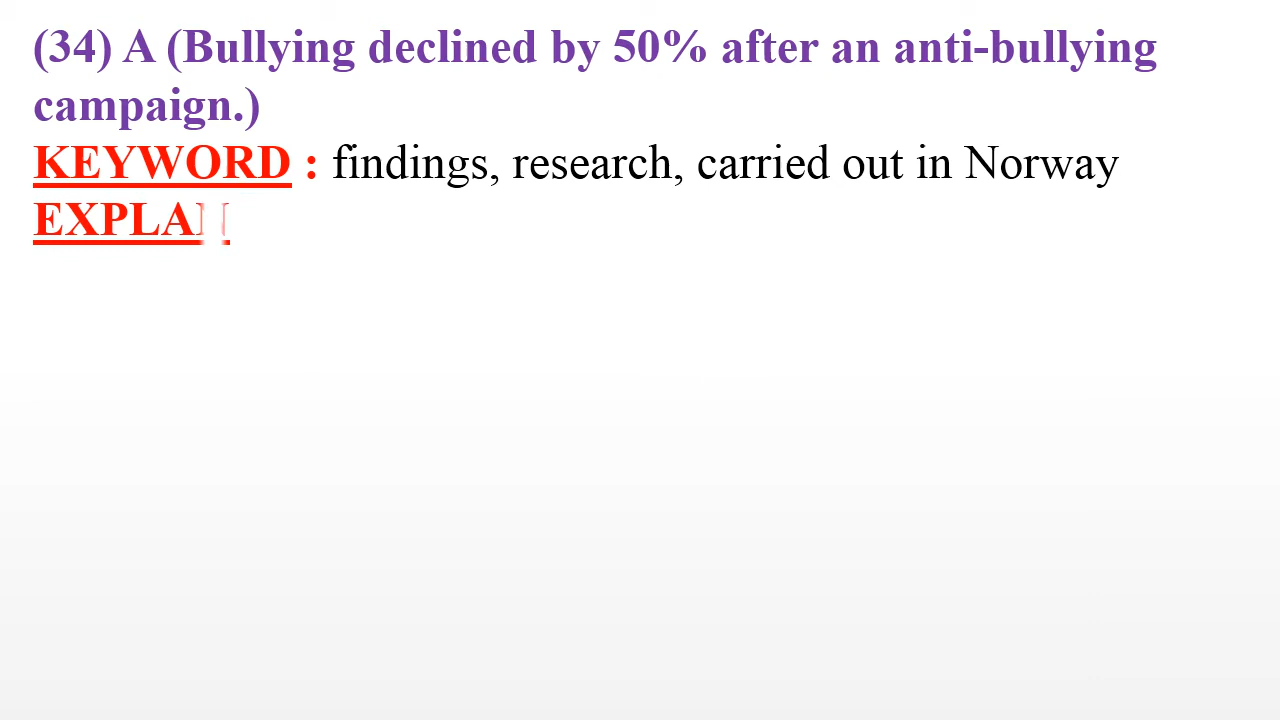 (34) A (Bullying declined by 50% after an anti-bullying
campaign.)
KEYWORD : findings, research, carried out in Norway